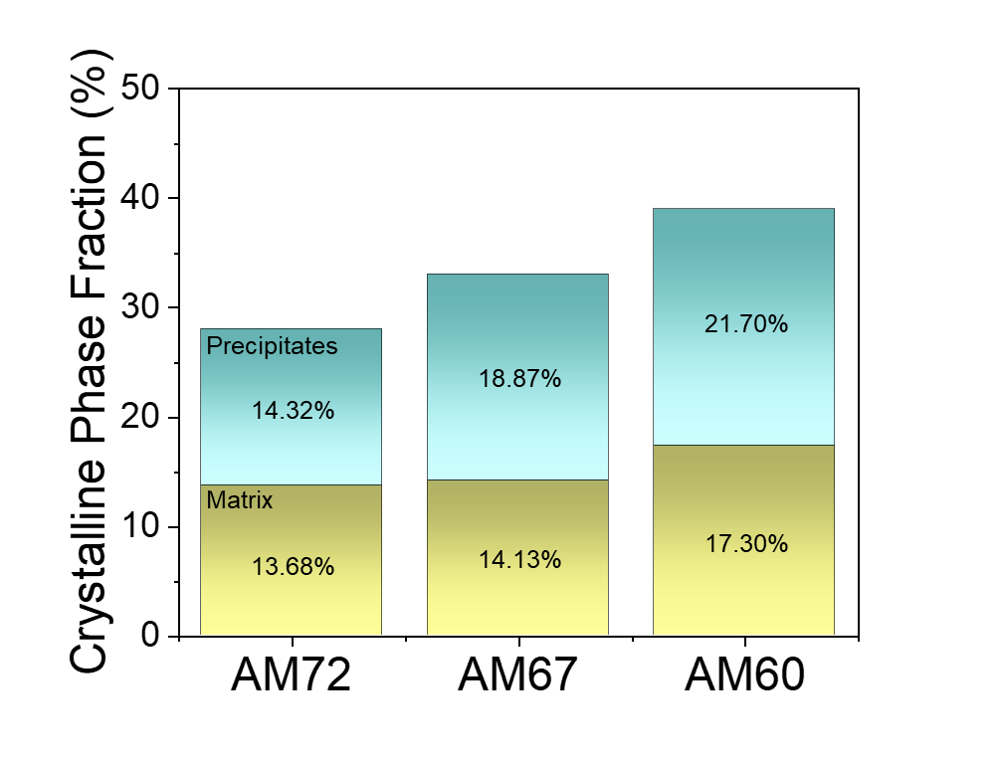 Crystalline Phase Fraction (%)
50
40
30
20
10
0
Precipitates
14.32%
Matrix
13.68%
18.87%
14.13%
21.70%
17.30%
AM72
AM67
AM60